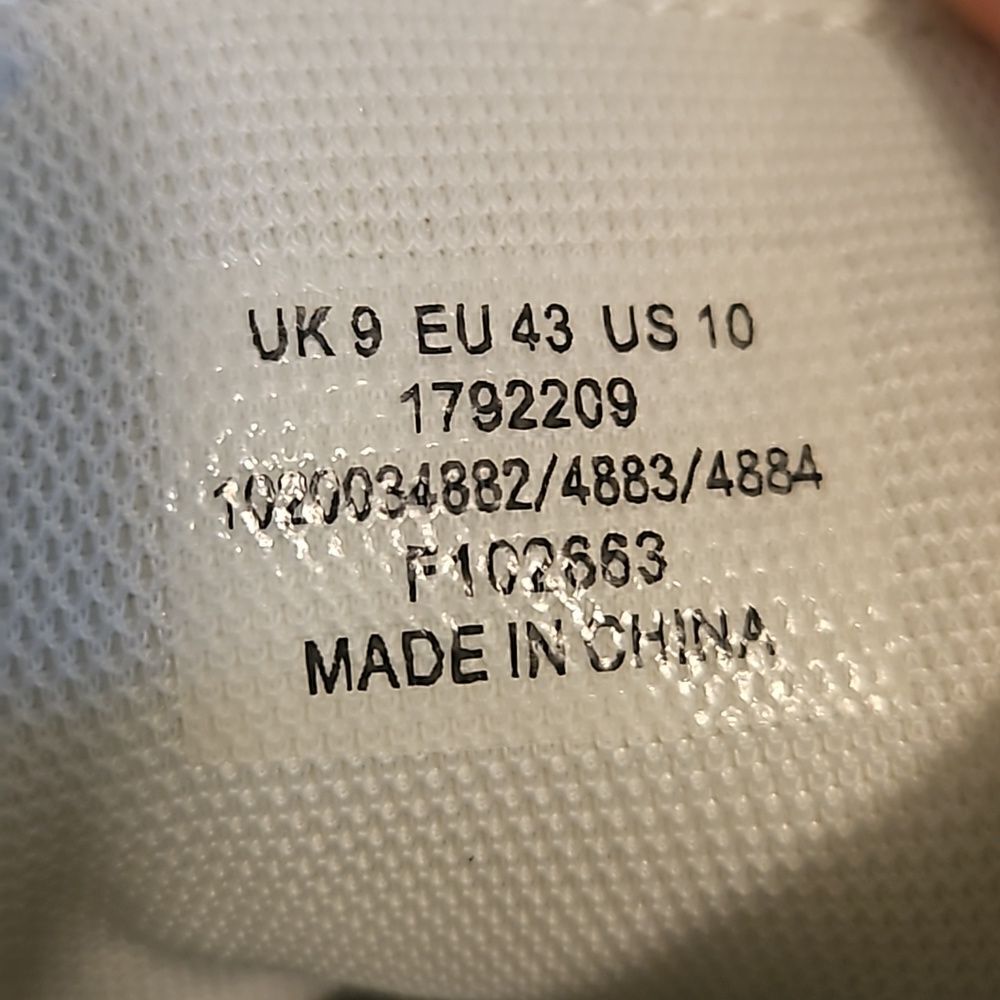 UK 9 EU 43 US 10
1792209
1020034882/4883/4884
F102663
MADE IN CHINA